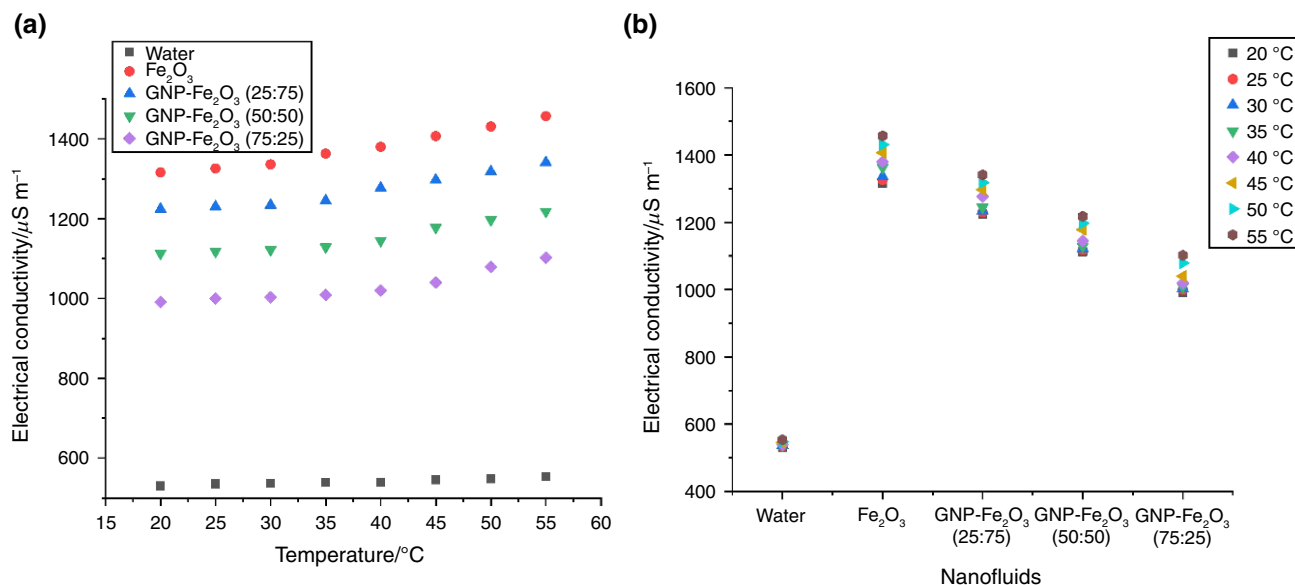 (a)
Water
Fe₂O₃
GNP-Fe₂O₃ (25:75)
GNP-Fe₂O₃ (50:50)
GNP-Fe₂O₃ (75:25)
1400
1200
1000
800
600
Electrical conductivity/µS m⁻¹
15 20 25 30 35 40 45 50 55 60
Temperature/°C
(b)
20 °C
25 °C
30 °C
35 °C
40 °C
45 °C
50 °C
55 °C
1600
1400
1200
1000
800
600
400
Electrical conductivity/µS m⁻¹
Water Fe₂O₃ GNP-Fe₂O₃ GNP-Fe₂O₃ GNP-Fe₂O₃
(25:75) (50:50) (75:25)
Nanofluids